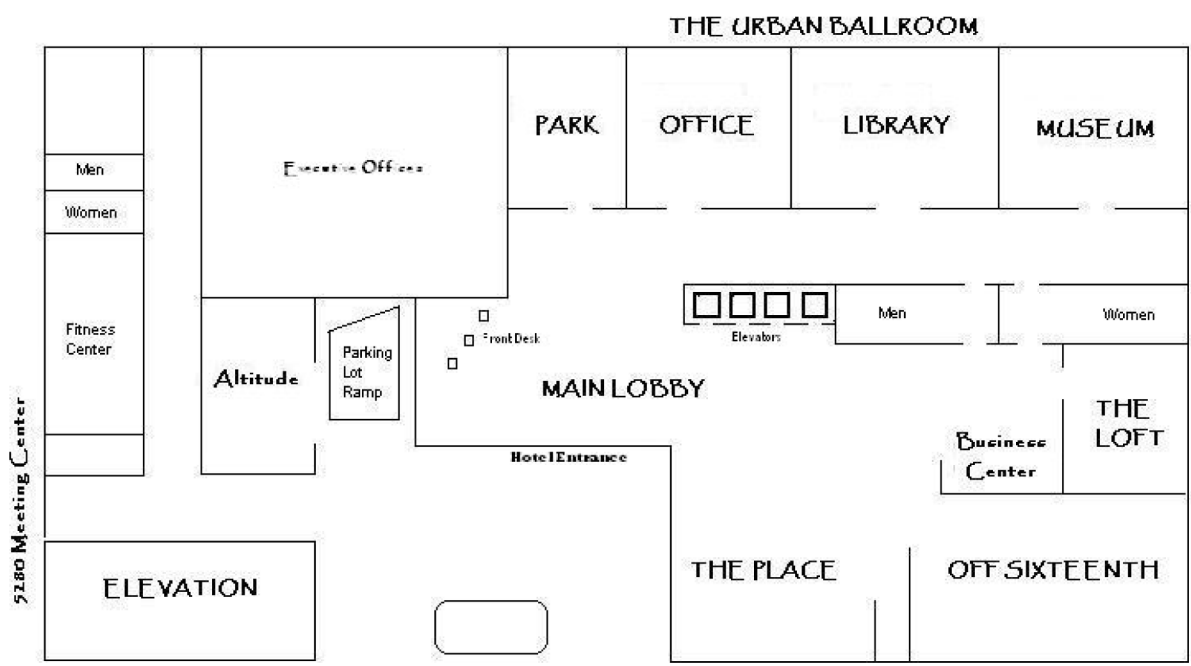 THE URBAN BALLROOM
PARK
OFFICE
LIBRARY
MUSEUM
Men
Executive Offices
Women
Fitness
Center
Altitude
Parking
Lot
Ramp
Front Desk
Elevators
Men
Women
MAIN LOBBY
THE
LOFT
Business
Center
Hotel Entrance
5280 Meeting Center
ELEVATION
THE PLACE
OFF SIXTEENTH